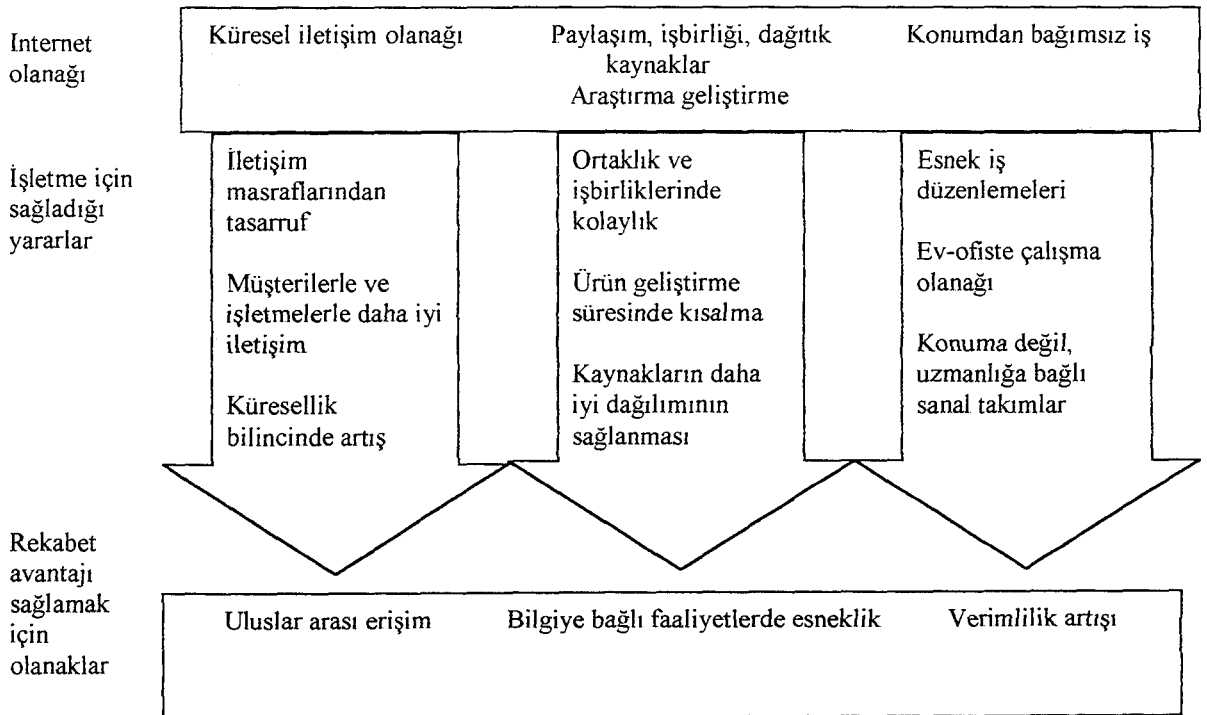 Internet
olanağı
Küresel iletişim olanağı
Paylaşım, işbirliği, dağıtık
kaynaklar
Araştırma geliştirme
Konumdan bağımsız iş
İşletme için
sağladığı
yararlar
İletişim
masraflarından
tasarruf
Müşterilerle ve
işletmelerle daha iyi
iletişim
Küresellik
bilincinde artış
Ortaklık ve
işbirliklerinde
kolaylık
Ürün geliştirme
süresinde kısalma
Kaynakların daha
iyi dağılımının
sağlanması
Esnek iş
düzenlemeleri
Ev-ofiste çalışma
olanağı
Konuma değil,
uzmanlığa bağlı
sanal takımlar
Rekabet
avantajı
sağlamak
için
olanaklar
Uluslar arası erişim
Bilgiye bağlı faaliyetlerde esneklik
Verimlilik artışı